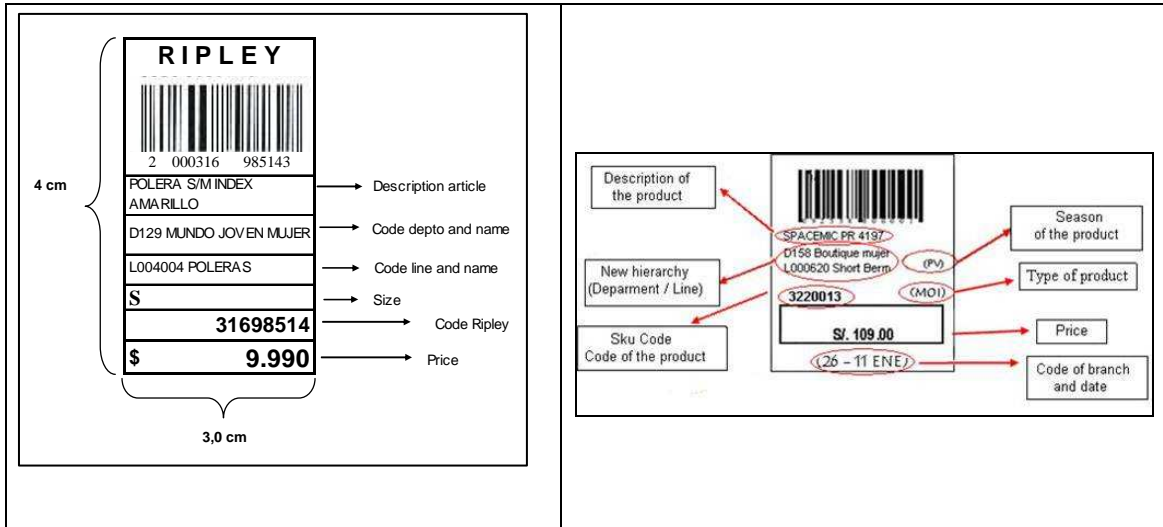 RIPLEY
2 000316 985143
4 cm
POLERA S/M INDEX
AMARILLO
Description article
D129 MUNDO JOVEN MUJER
Code depto and name
L004004 POLERAS
Code line and name
S
Size
31698514
Code Ripley
$ 9.990
Price
3,0 cm
Description of
the product
SPACEMIC PR 4197
D158 Boutique mujer
L000620 Short Berm
(PV)
Season
of the product
New hierarchy
(Deparment / Line)
3220013
(MOI)
Type of product
Sku Code
Code of the product
S/. 109.00
Price
(26 - 11 ENE)
Code of branch
and date